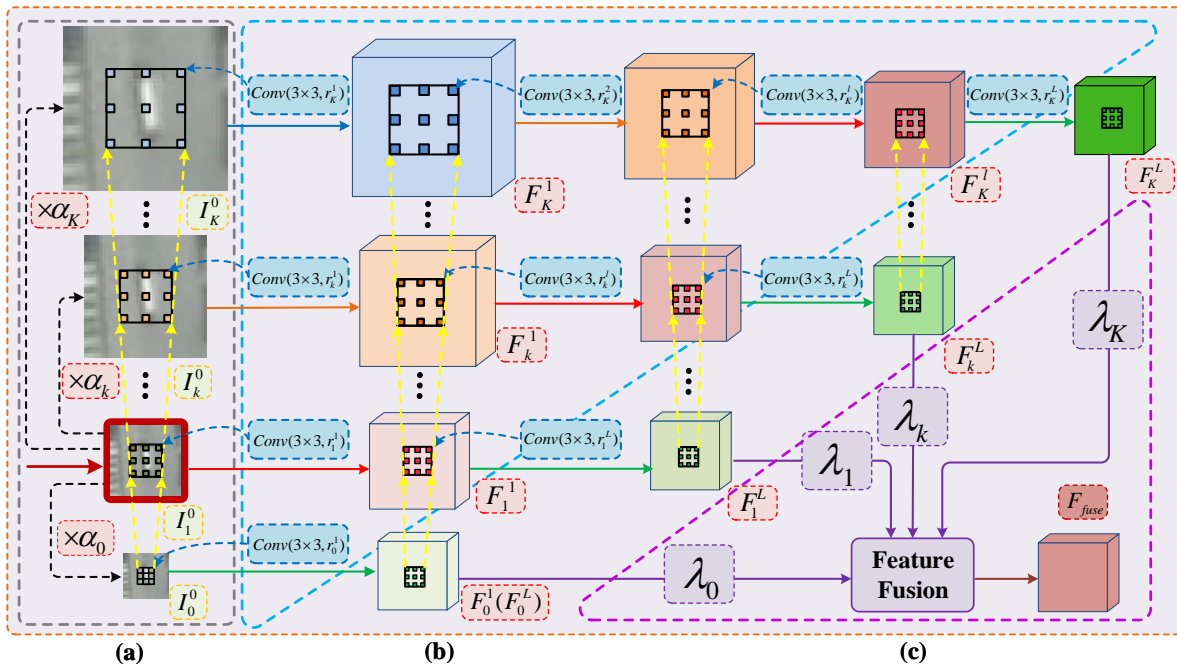 Conv(3×3, r_K^1)
Conv(3×3, r_K^2)
Conv(3×3, r_K^l)
Conv(3×3, r_K^L)
×α_K
I_K^0
F_K^1
F_K^l
F_K^L
Conv(3×3, r_k^1)
Conv(3×3, r_k^l)
Conv(3×3, r_k^L)
×α_k
I_k^0
F_k^1
F_k^L
λ_K
λ_k
Conv(3×3, r_1^1)
Conv(3×3, r_1^L)
λ_1
I_1^0
F_1^1
F_1^L
F_fuse
×α_0
Conv(3×3, r_0^1)
λ_0
Feature
Fusion
I_0^0
F_0^1(F_0^L)
(a)
(b)
(c)